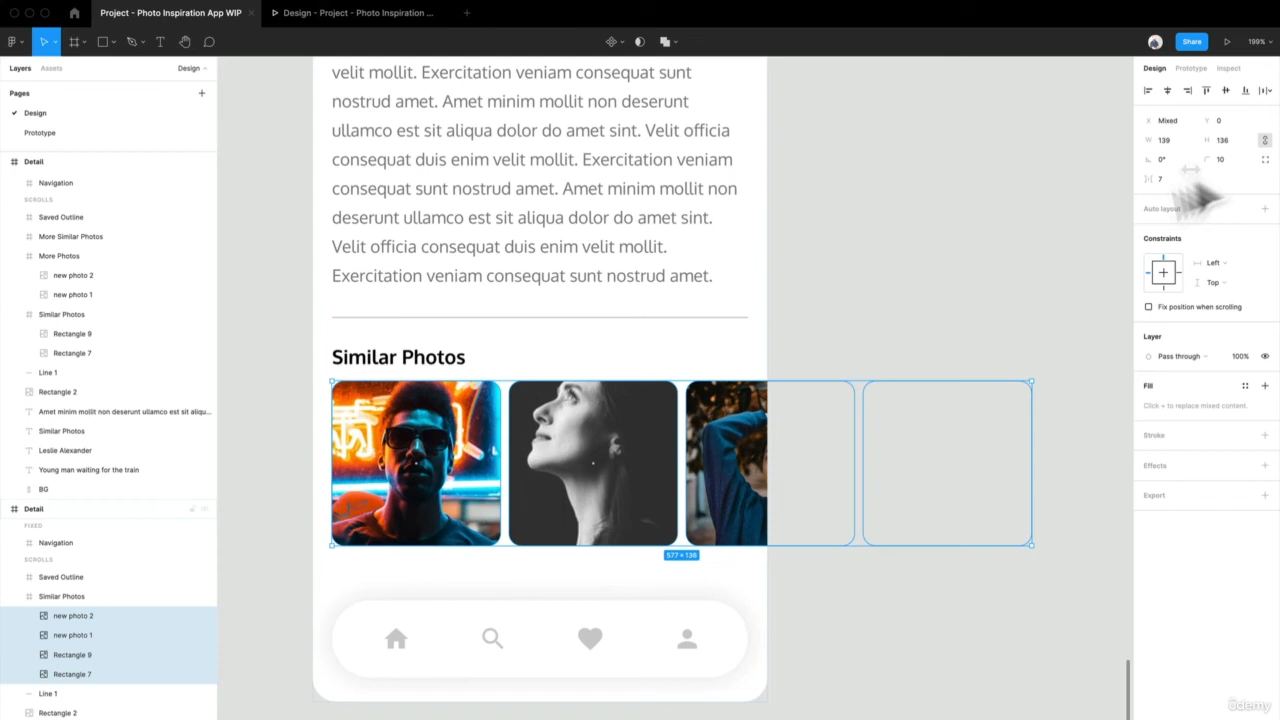 Project - Photo Inspiration App WIP
Design - Project - Photo Inspiration ...
Share
199%
Layers
Assets
Design
Pages
Design
Prototype
Detail
Navigation
SCROLLS
Saved Outline
More Similar Photos
More Photos
new photo 2
new photo 1
Similar Photos
Rectangle 9
Rectangle 7
Line 1
Rectangle 2
Amet minim mollit non deserunt ullamco est sit aliqu...
Similar Photos
Leslie Alexander
Young man waiting for the train
BG
Detail
FIXED
Navigation
SCROLLS
Saved Outline
Similar Photos
new photo 2
new photo 1
Rectangle 9
Rectangle 7
Line 1
Rectangle 2
velit mollit. Exercitation veniam consequat sunt
nostrud amet. Amet minim mollit non deserunt
ullamco est sit aliqua dolor do amet sint. Velit officia
consequat duis enim velit mollit. Exercitation veniam
consequat sunt nostrud amet. Amet minim mollit non
deserunt ullamco est sit aliqua dolor do amet sint.
Velit officia consequat duis enim velit mollit.
Exercitation veniam consequat sunt nostrud amet.
Similar Photos
577 × 136
Design
Prototype
Inspect
X Mixed
Y 0
W 139
H 136
0°
10
7
Auto layout
Constraints
Left
Top
Fix position when scrolling
Layer
Pass through
100%
Fill
Click + to replace mixed content.
Stroke
Effects
Export
ûdemy